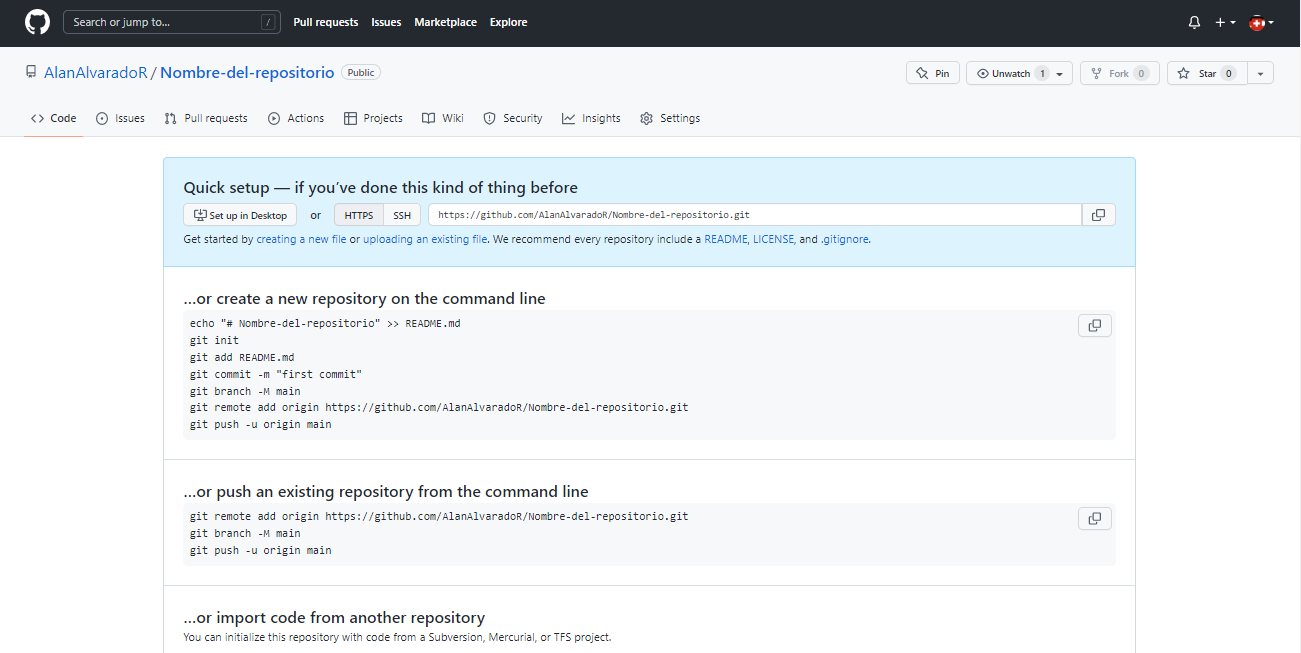 Search or jump to... / Pull requests Issues Marketplace Explore
AlanAlvaradoR / Nombre-del-repositorio Public Pin Unwatch 1 Fork 0 Star 0
Code Issues Pull requests Actions Projects Wiki Security Insights Settings
Quick setup — if you’ve done this kind of thing before
Set up in Desktop or HTTPS SSH https://github.com/AlanAlvaradoR/Nombre-del-repositorio.git
Get started by creating a new file or uploading an existing file. We recommend every repository include a README, LICENSE, and .gitignore.
…or create a new repository on the command line
echo "# Nombre-del-repositorio" >> README.md
git init
git add README.md
git commit -m "first commit"
git branch -M main
git remote add origin https://github.com/AlanAlvaradoR/Nombre-del-repositorio.git
git push -u origin main
…or push an existing repository from the command line
git remote add origin https://github.com/AlanAlvaradoR/Nombre-del-repositorio.git
git branch -M main
git push -u origin main
…or import code from another repository
You can initialize this repository with code from a Subversion, Mercurial, or TFS project.